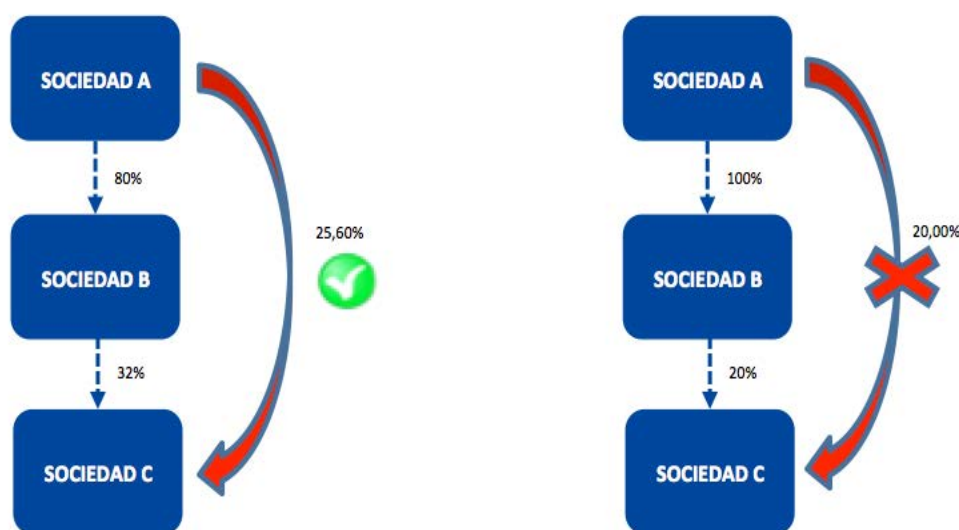 SOCIEDAD A
80%
SOCIEDAD B
32%
SOCIEDAD C
25,60%
SOCIEDAD A
100%
SOCIEDAD B
20%
SOCIEDAD C
20,00%